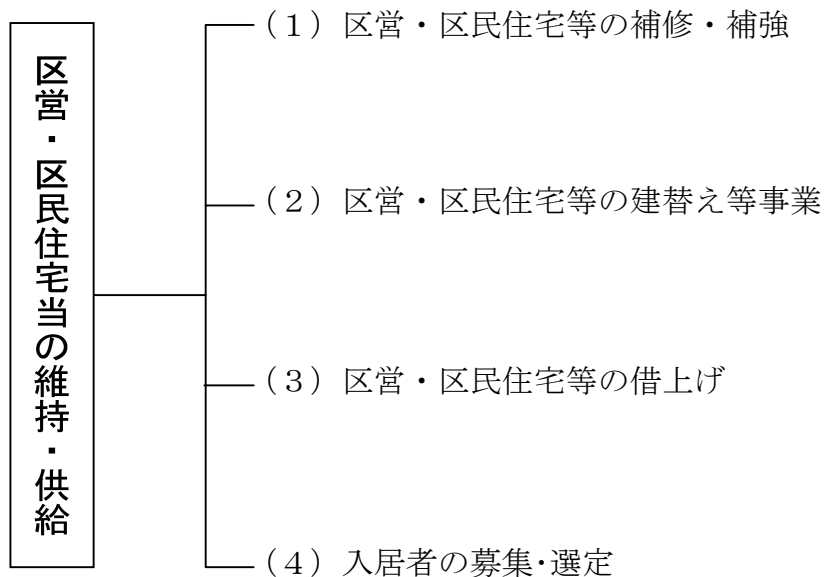 区営・区民住宅当の維持・供給
（１）区営・区民住宅等の補修・補強
（２）区営・区民住宅等の建替え等事業
（３）区営・区民住宅等の借上げ
（４）入居者の募集･選定